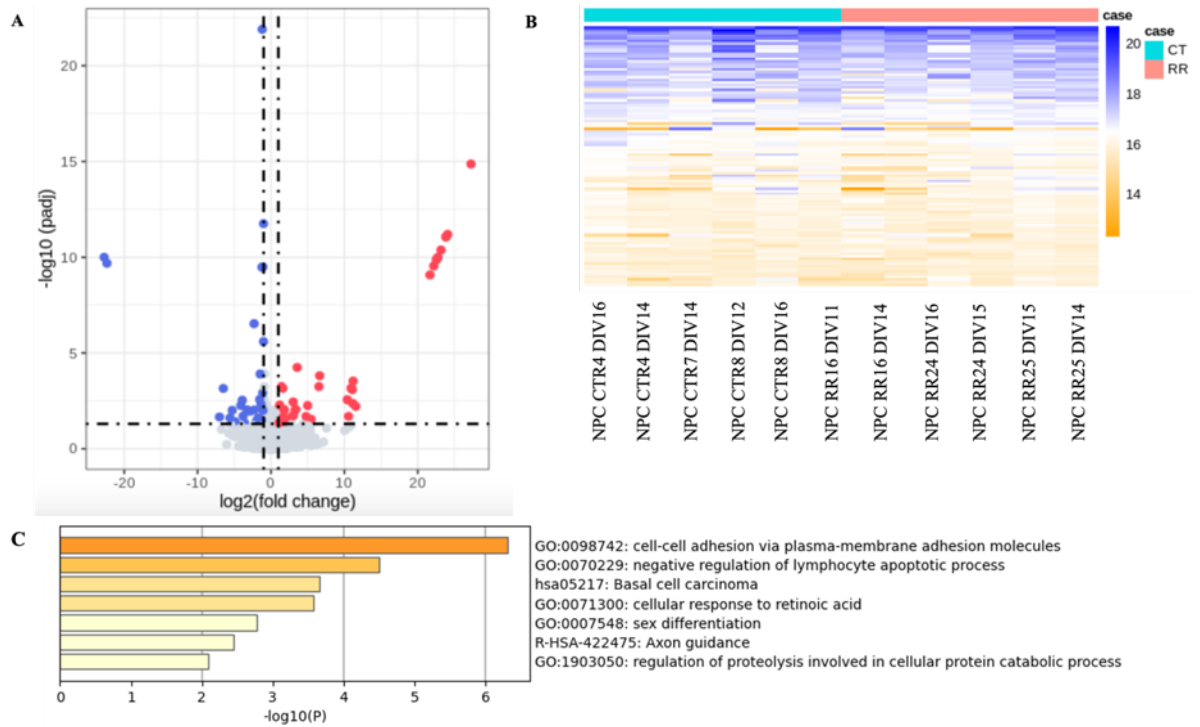 A
-log10 (padj)
20
15
10
5
0
-20
-10
0
10
20
log2(fold change)
B
case
20
18
16
14
case
CT
RR
NPC CTR4 DIV16
NPC CTR4 DIV14
NPC CTR7 DIV14
NPC CTR8 DIV12
NPC CTR8 DIV16
NPC RR16 DIV11
NPC RR16 DIV14
NPC RR24 DIV16
NPC RR24 DIV15
NPC RR25 DIV15
NPC RR25 DIV14
C
GO:0098742: cell-cell adhesion via plasma-membrane adhesion molecules
GO:0070229: negative regulation of lymphocyte apoptotic process
hsa05217: Basal cell carcinoma
GO:0071300: cellular response to retinoic acid
GO:0007548: sex differentiation
R-HSA-422475: Axon guidance
GO:1903050: regulation of proteolysis involved in cellular protein catabolic process
0 1 2 3 4 5 6
-log10(P)